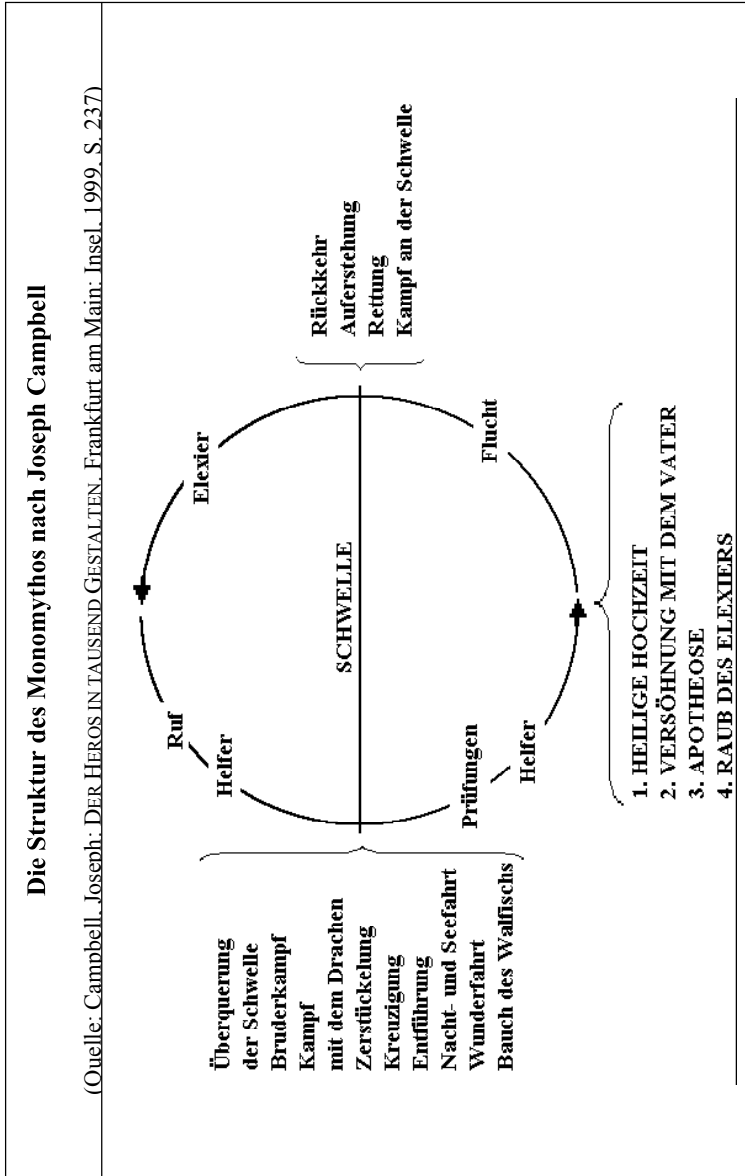 Die Struktur des Monomythos nach Joseph Campbell
(Quelle: Campbell, Joseph: DER HEROS IN TAUSEND GESTALTEN. Frankfurt am Main: Insel, 1999. S. 237)
Ruf
Helfer
Elexier
Überquerung
der Schwelle
Bruderkampf
Kampf
mit dem Drachen
Zerstückelung
Kreuzigung
Entführung
Nacht- und Seefahrt
Wunderfahrt
Bauch des Walfischs
SCHWELLE
Rückkehr
Auferstehung
Rettung
Kampf an der Schwelle
Prüfungen
Helfer
Flucht
1. HEILIGE HOCHZEIT
2. VERSÖHNUNG MIT DEM VATER
3. APOTHEOSE
4. RAUB DES ELEXIERS